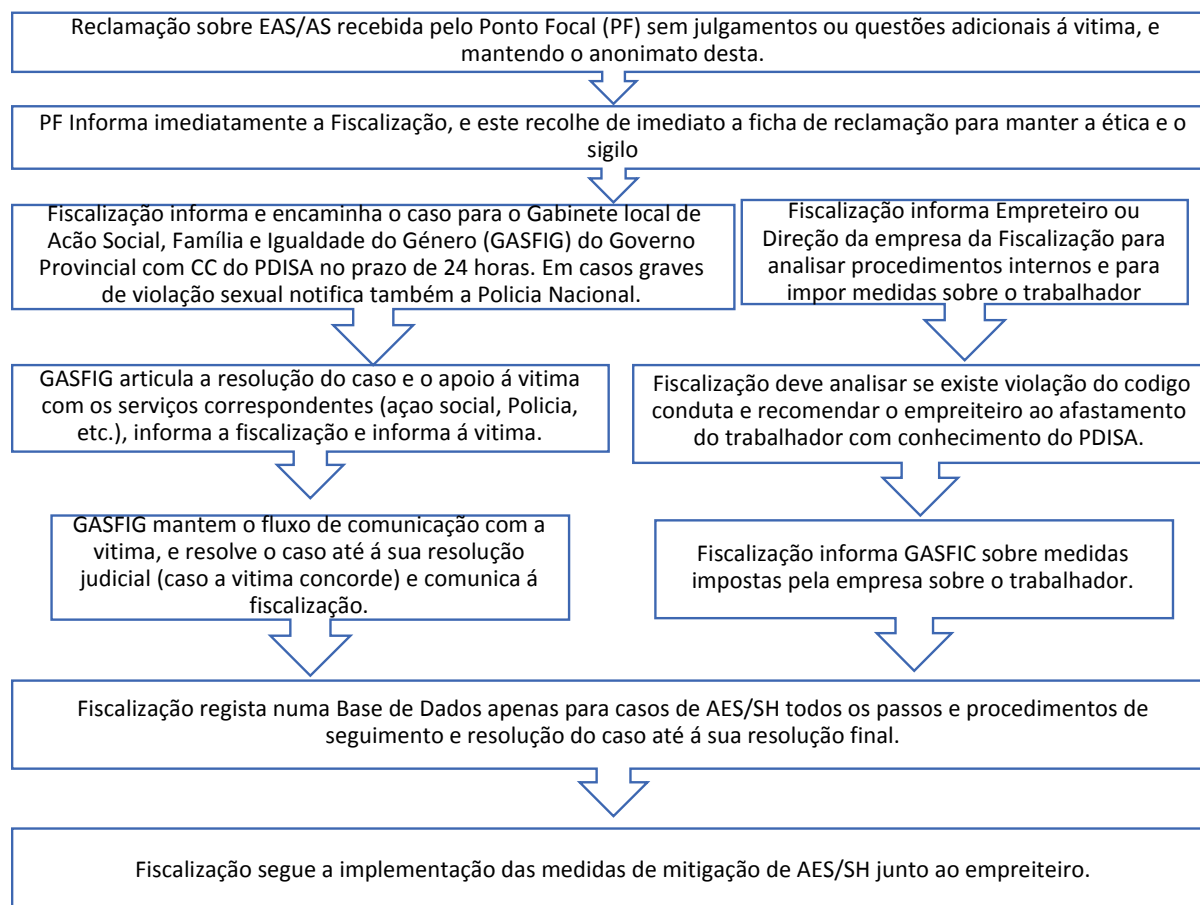 Reclamação sobre EAS/AS recebida pelo Ponto Focal (PF) sem julgamentos ou questões adicionais á vitima, e
mantendo o anonimato desta.
PF Informa imediatamente a Fiscalização, e este recolhe de imediato a ficha de reclamação para manter a ética e o
sigilo
Fiscalização informa e encaminha o caso para o Gabinete local de
Acão Social, Família e Igualdade do Género (GASFIG) do Governo
Provincial com CC do PDISA no prazo de 24 horas. Em casos graves
de violação sexual notifica também a Policia Nacional.
Fiscalização informa Empreteiro ou
Direção da empresa da Fiscalização para
analisar procedimentos internos e para
impor medidas sobre o trabalhador
GASFIG articula a resolução do caso e o apoio á vitima
com os serviços correspondentes (açao social, Policia,
etc.), informa a fiscalização e informa á vitima.
Fiscalização deve analisar se existe violação do codigo
conduta e recomendar o empreiteiro ao afastamento
do trabalhador com conhecimento do PDISA.
GASFIG mantem o fluxo de comunicação com a
vitima, e resolve o caso até á sua resolução
judicial (caso a vitima concorde) e comunica á
fiscalização.
Fiscalização informa GASFIC sobre medidas
impostas pela empresa sobre o trabalhador.
Fiscalização regista numa Base de Dados apenas para casos de AES/SH todos os passos e procedimentos de
seguimento e resolução do caso até á sua resolução final.
Fiscalização segue a implementação das medidas de mitigação de AES/SH junto ao empreiteiro.